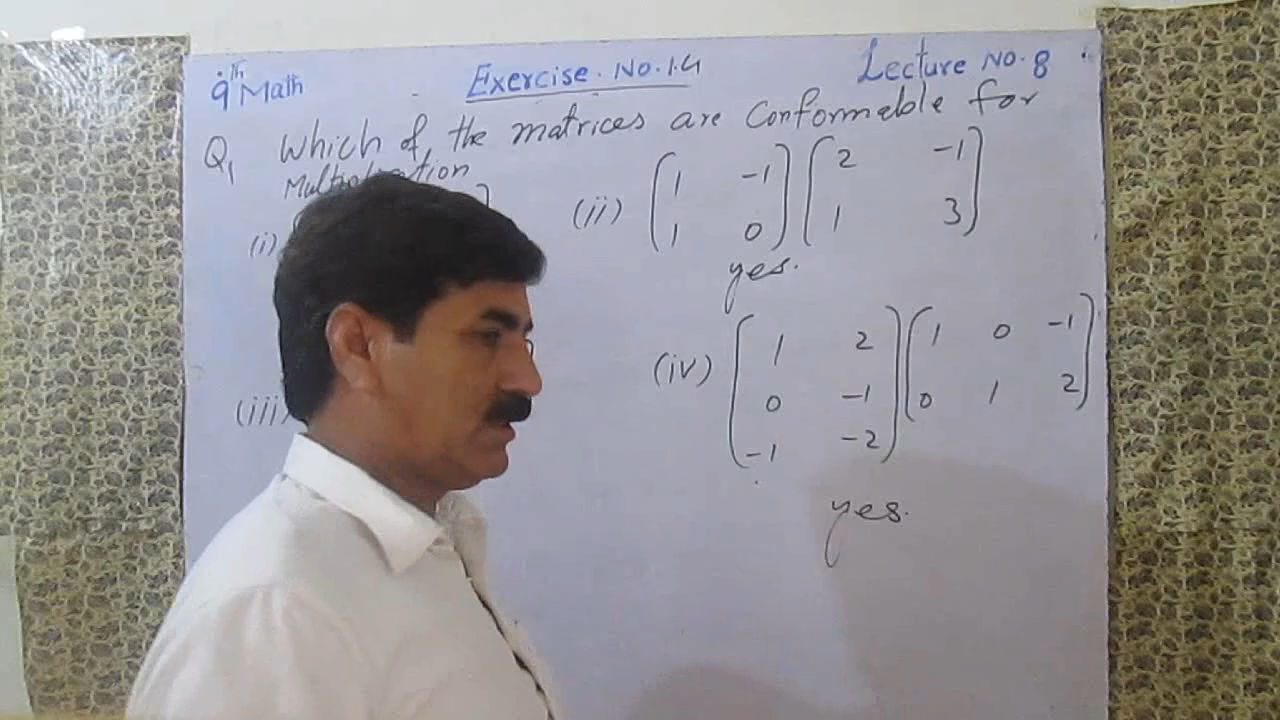 9th Math Exercise. No.1.4 Lecture No. 8
Q1 Which of the matrices are conformable for
Multiplication
(i)
(ii) [1 -1] [2 -1]
[1 0] [1 3]
yes.
(iii)
(iv) [1 2] [1 0 -1]
[0 -1] [0 1 2]
[-1 -2]
yes.